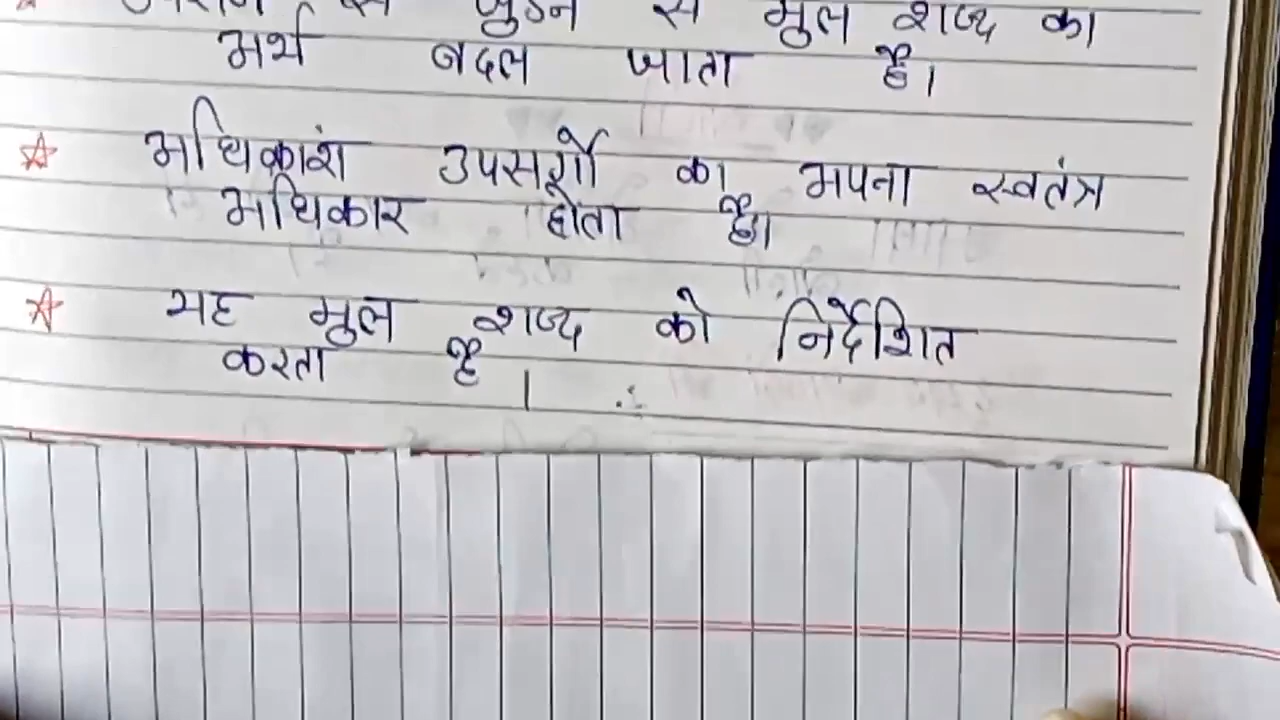 से मुल शब्द का
अर्थ बदल जाता है।
अधिकाशं उपसर्गो का अपना स्वतंत्र
अधिकार होता है।
यह मुल शब्द को निर्देशित
करता है ।